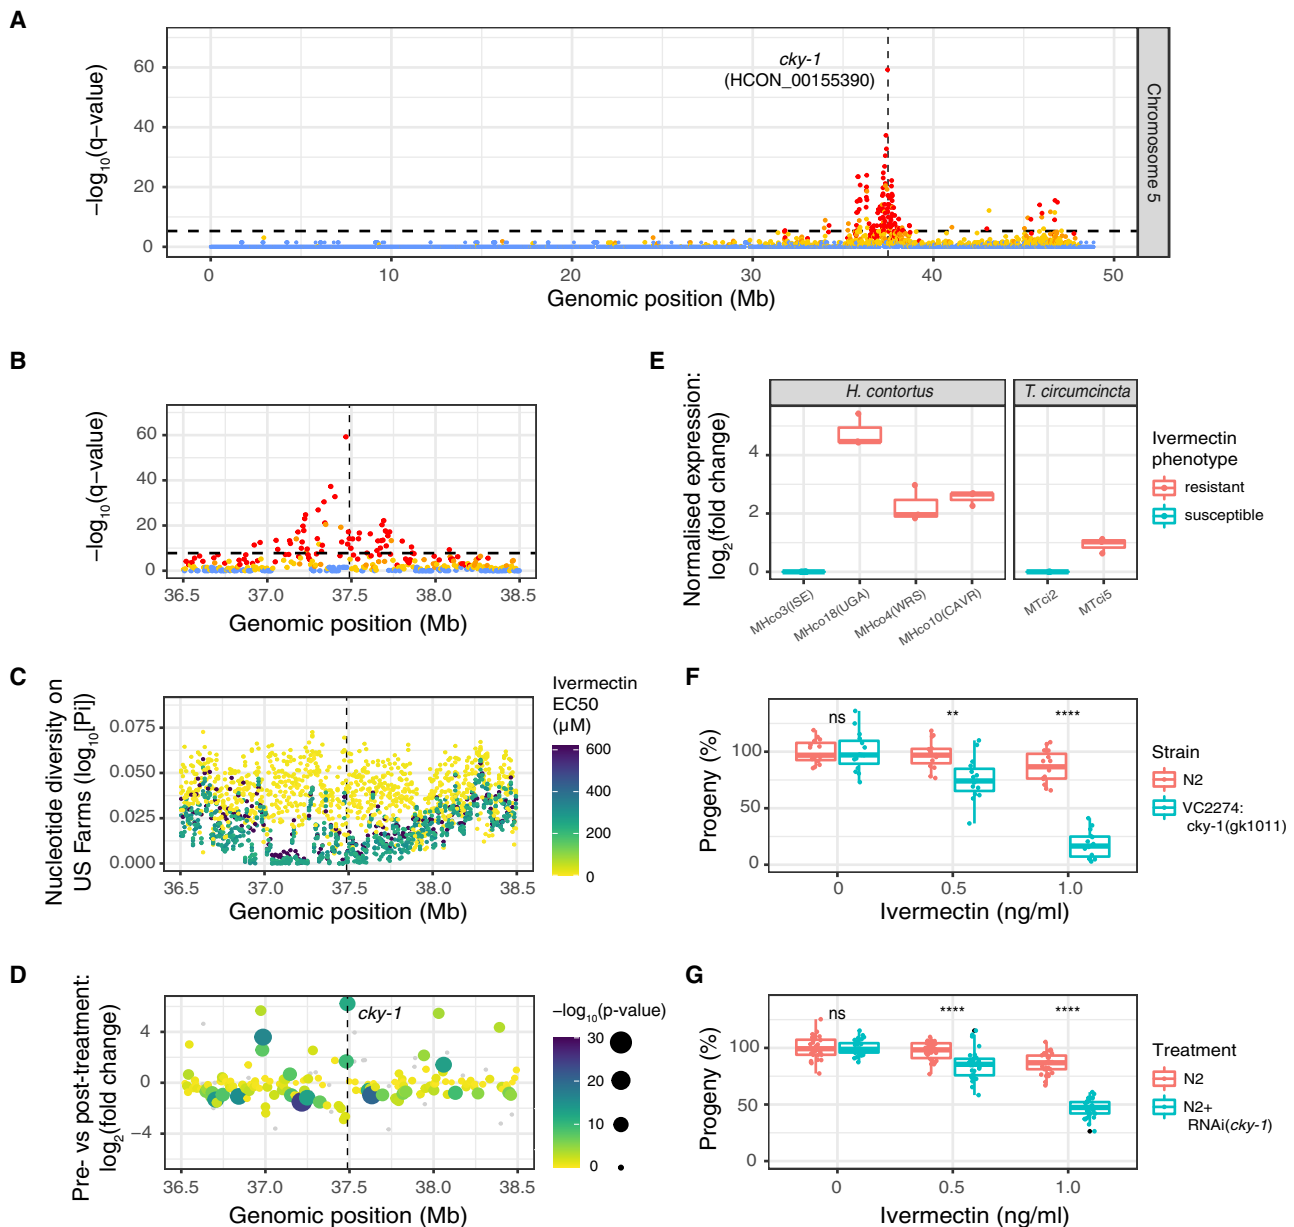 A
−log10(q−value)
60
40
20
0
cky-1
(HCON_00155390)
Chromosome 5
0 10 20 30 40 50
Genomic position (Mb)
B
−log10(q−value)
60
40
20
0
36.5 37.0 37.5 38.0 38.5
Genomic position (Mb)
C
Nucleotide diversity on
US Farms (log10[Pi])
0.075
0.050
0.025
0.000
36.5 37.0 37.5 38.0 38.5
Genomic position (Mb)
Ivermectin
EC50
(µM)
600
400
200
0
D
Pre- vs post-treatment:
log2(fold change)
4
0
−4
cky-1
36.5 37.0 37.5 38.0 38.5
Genomic position (Mb)
−log10(p−value)
30
20
10
0
E
Normalised expression:
log2(fold change)
4
2
0
H. contortus
T. circumcincta
MHco3(ISE)
MHco18(UGA)
MHco4(WRS)
MHco10(CAVR)
MTci2
MTci5
Ivermectin
phenotype
resistant
susceptible
F
Progeny (%)
100
50
0
ns ** ****
0 0.5 1.0
Ivermectin (ng/ml)
Strain
N2
VC2274:
cky-1(gk1011)
G
Progeny (%)
100
50
0
ns **** ****
0 0.5 1.0
Ivermectin (ng/ml)
Treatment
N2
N2+
RNAi(cky-1)